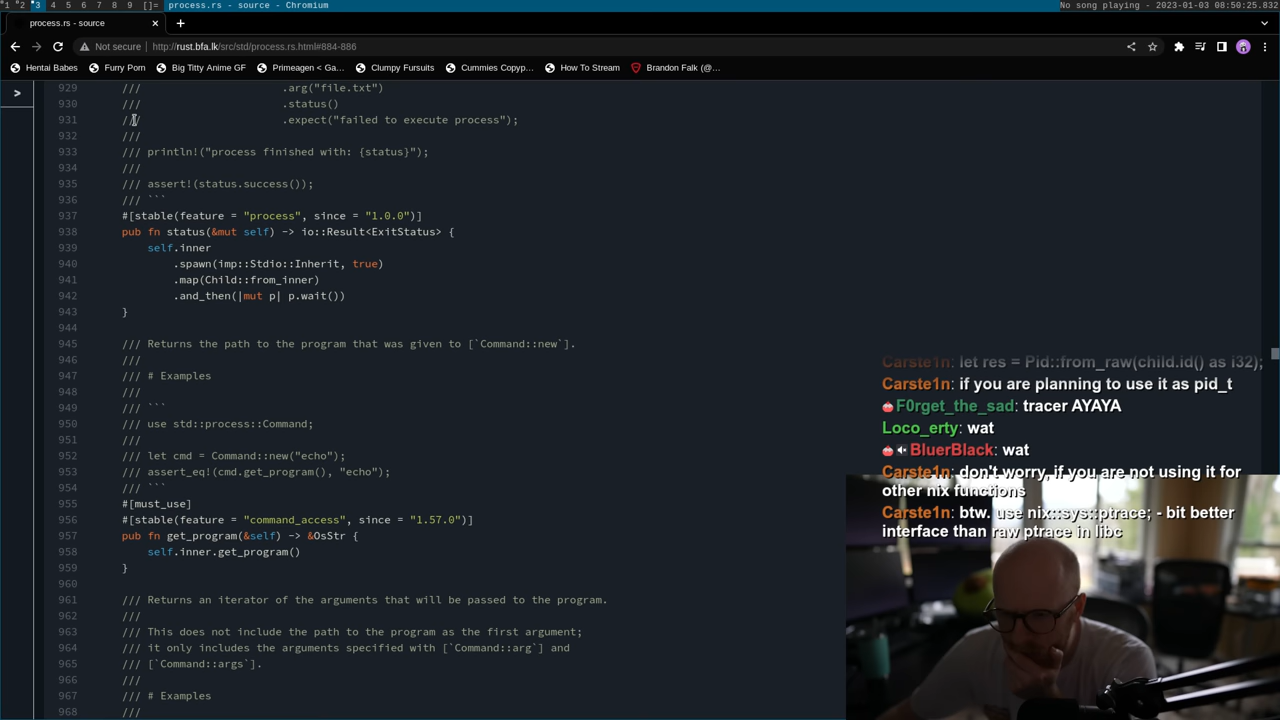 1 2 3 4 5 6 7 8 9 []= process.rs - source - Chromium No song playing - 2023-01-03 08:50:25.832
process.rs - source
Not secure http://rust.bfa.lk/src/std/process.rs.html#884-886
Hentai Babes Furry Porn Big Titty Anime GF Primeagen < Ga… Clumpy Fursuits Cummies Copyp… How To Stream Brandon Falk (@…
>
929 /// .arg("file.txt")
930 /// .status()
931 /// .expect("failed to execute process");
932 ///
933 /// println!("process finished with: {status}");
934 ///
935 /// assert!(status.success());
936 /// ```
937 #[stable(feature = "process", since = "1.0.0")]
938 pub fn status(&mut self) -> io::Result<ExitStatus> {
939 self.inner
940 .spawn(imp::Stdio::Inherit, true)
941 .map(Child::from_inner)
942 .and_then(|mut p| p.wait())
943 }
944
945 /// Returns the path to the program that was given to [`Command::new`].
946 ///
947 /// # Examples
948 ///
949 /// ```
950 /// use std::process::Command;
951 ///
952 /// let cmd = Command::new("echo");
953 /// assert_eq!(cmd.get_program(), "echo");
954 /// ```
955 #[must_use]
956 #[stable(feature = "command_access", since = "1.57.0")]
957 pub fn get_program(&self) -> &OsStr {
958 self.inner.get_program()
959 }
960
961 /// Returns an iterator of the arguments that will be passed to the program.
962 ///
963 /// This does not include the path to the program as the first argument;
964 /// it only includes the arguments specified with [`Command::arg`] and
965 /// [`Command::args`].
966 ///
967 /// # Examples
968 ///
Carste1n: let res = Pid::from_raw(child.id() as i32);
Carste1n: if you are planning to use it as pid_t
F0rget_the_sad: tracer AYAYA
Loco_erty: wat
BluerBlack: wat
Carste1n: don't worry, if you are not using it for
other nix functions
Carste1n: btw. use nix::sys::ptrace; - bit better
interface than raw ptrace in libc